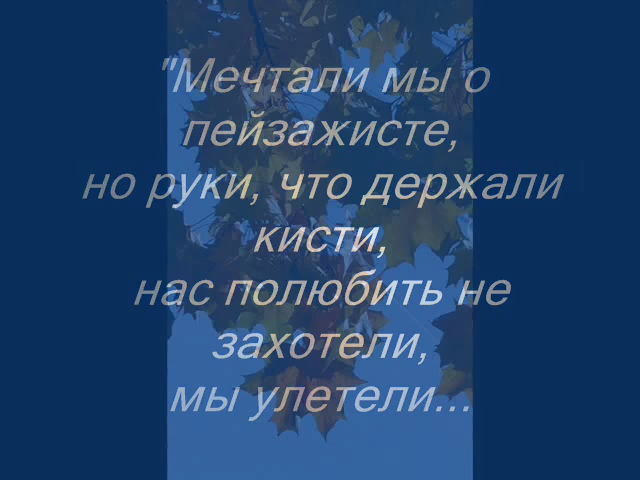 "Мечтали мы о
пейзажисте,
но руки, что держали
кисти,
нас полюбить не
захотели,
мы улетели...